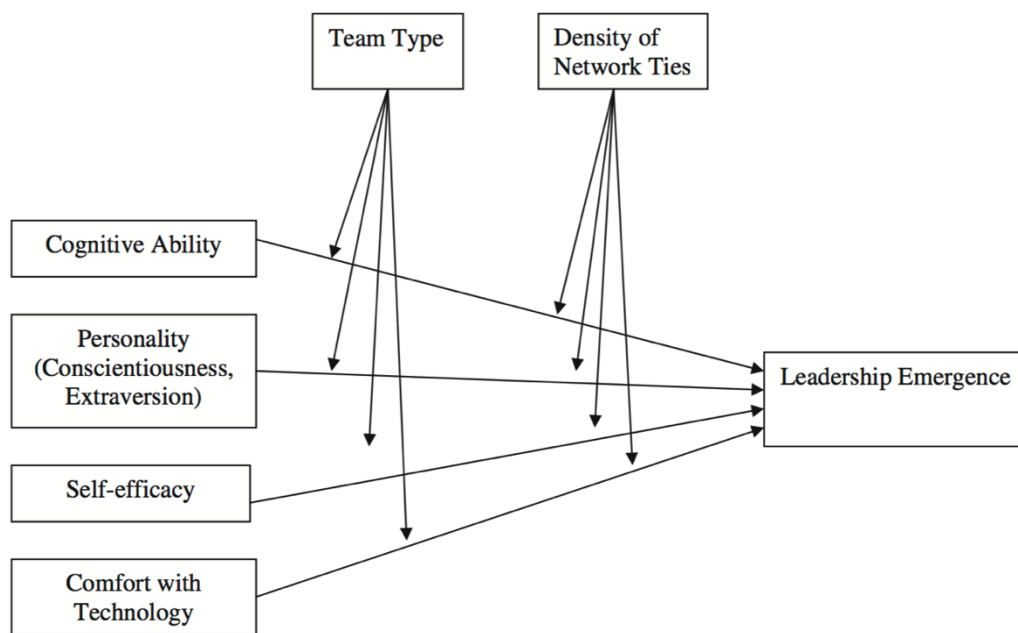 Team Type
Density of
Network Ties
Cognitive Ability
Personality
(Conscientiousness,
Extraversion)
Leadership Emergence
Self-efficacy
Comfort with
Technology